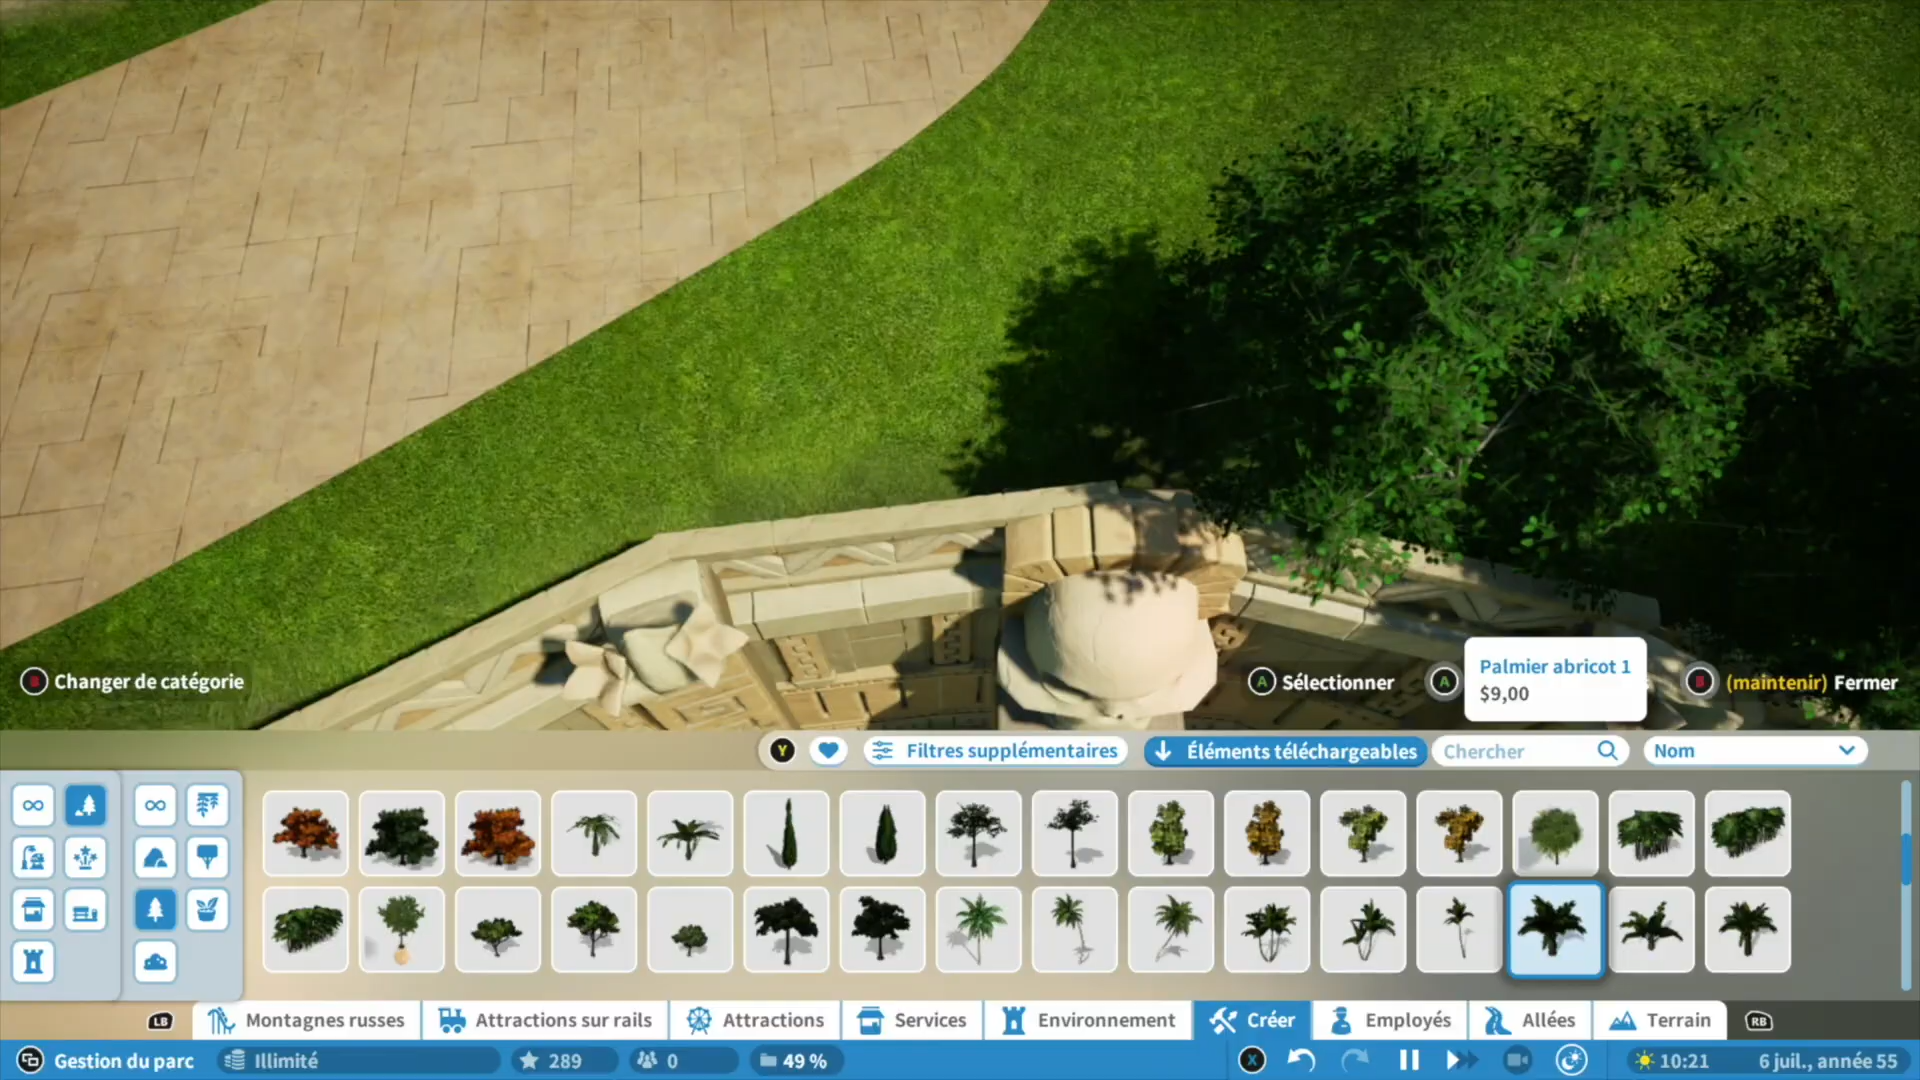 Changer de catégorie
A Sélectionner
A
Palmier abricot 1
$9,00
B (maintenir) Fermer
Y
Filtres supplémentaires
Éléments téléchargeables
Chercher
Nom
LB
Montagnes russes
Attractions sur rails
Attractions
Services
Environnement
Créer
Employés
Allées
Terrain
RB
Gestion du parc
Illimité
289
0
49 %
X
10:21
6 juil., année 55